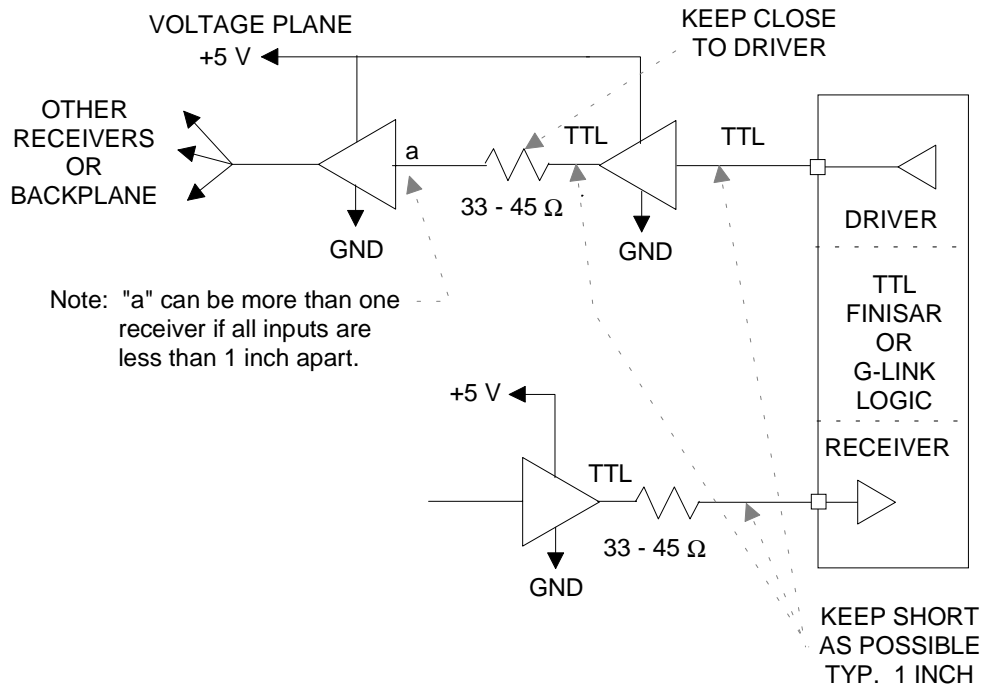 VOLTAGE PLANE
+5 V
KEEP CLOSE
TO DRIVER
OTHER
RECEIVERS
OR
BACKPLANE
a
TTL
TTL
33 - 45 Ω
GND
GND
DRIVER
Note: "a" can be more than one
receiver if all inputs are
less than 1 inch apart.
TTL
FINISAR
OR
G-LINK
LOGIC
+5 V
RECEIVER
TTL
33 - 45 Ω
GND
KEEP SHORT
AS POSSIBLE
TYP. 1 INCH